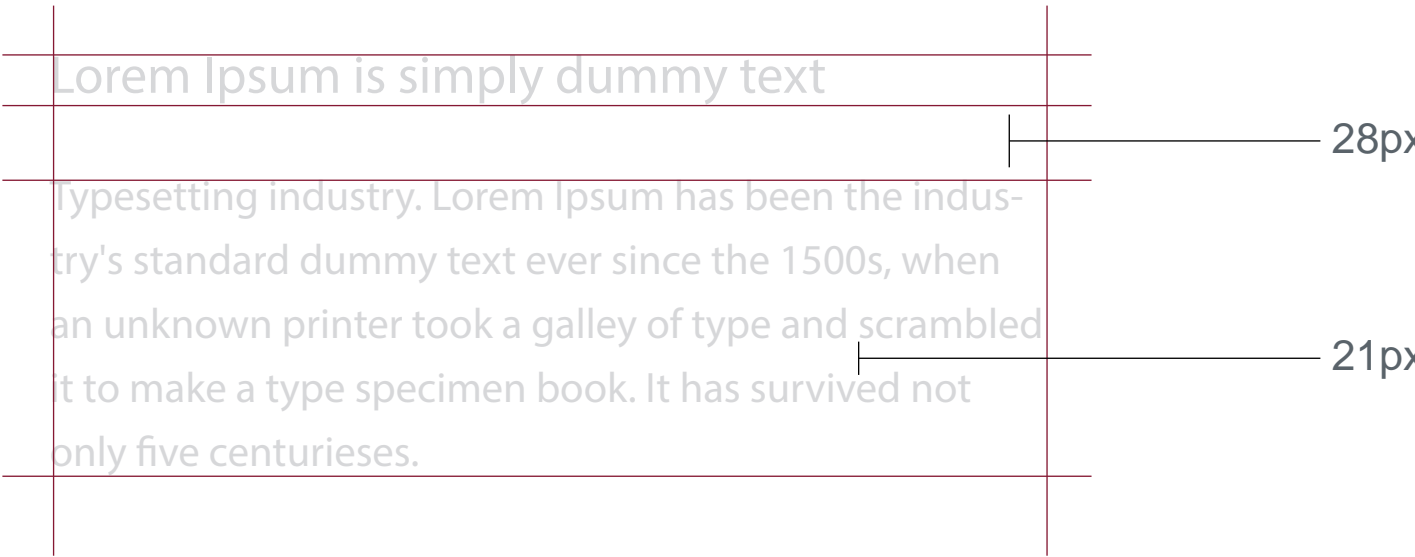 Lorem Ipsum is simply dummy text
28px
Typesetting industry. Lorem Ipsum has been the indus-
try's standard dummy text ever since the 1500s, when
an unknown printer took a galley of type and scrambled
21px
it to make a type specimen book. It has survived not
only five centurieses.